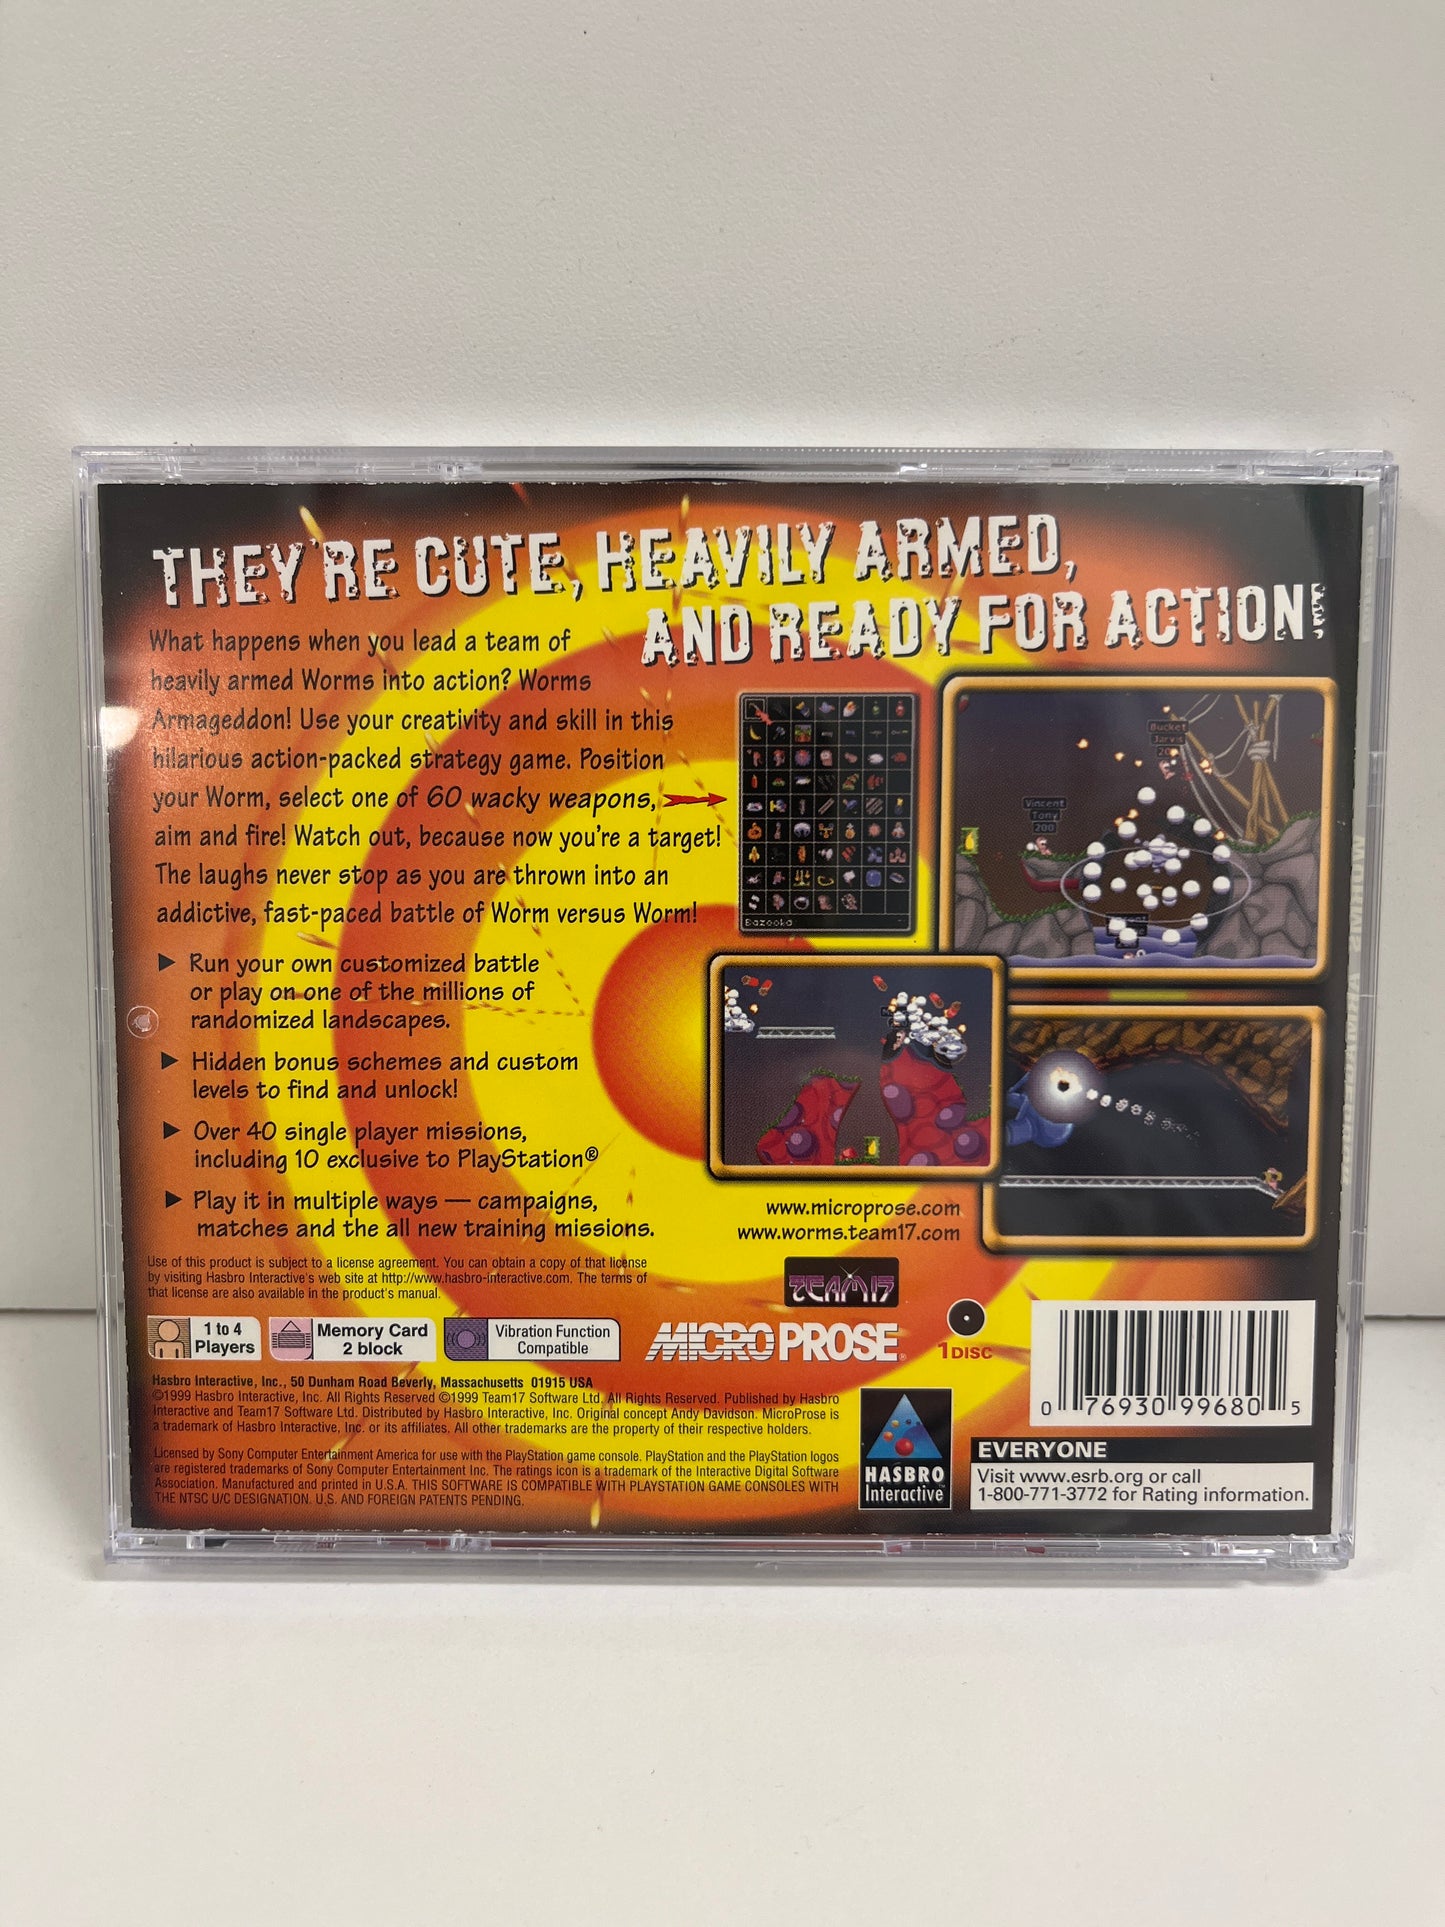 THEY'RE CUTE, HEAVILY ARMED,
AND READY FOR ACTION!
What happens when you lead a team of
heavily armed Worms into action? Worms
Armageddon! Use your creativity and skill in this
hilarious action-packed strategy game. Position
your Worm, select one of 60 wacky weapons,
aim and fire! Watch out, because now you're a target!
The laughs never stop as you are thrown into an
addictive, fast-paced battle of Worm versus Worm!
► Run your own customized battle
or play on one of the millions of
randomized landscapes.
► Hidden bonus schemes and custom
levels to find and unlock!
► Over 40 single player missions,
including 10 exclusive to PlayStation®
► Play it in multiple ways — campaigns,
matches and the all new training missions.
Bazooka
Bucket
Jarvis
Vincent
Tony
200
www.microprose.com
www.worms.team17.com
Use of this product is subject to a license agreement. You can obtain a copy of that license
by visiting Hasbro Interactive's web site at http://www.hasbro-interactive.com. The terms of
that license are also available in the product's manual.
TEAM17
1 to 4
Players
Memory Card
2 block
Vibration Function
Compatible
MICROPROSE®
1 DISC
Hasbro Interactive, Inc., 50 Dunham Road Beverly, Massachusetts 01915 USA
©1999 Hasbro Interactive, Inc. All Rights Reserved ©1999 Team17 Software Ltd. All Rights Reserved. Published by Hasbro
Interactive and Team17 Software Ltd. Distributed by Hasbro Interactive, Inc. Original concept Andy Davidson. MicroProse is
a trademark of Hasbro Interactive, Inc. or its affiliates. All other trademarks are the property of their respective holders.
Licensed by Sony Computer Entertainment America for use with the PlayStation game console. PlayStation and the PlayStation logos
are registered trademarks of Sony Computer Entertainment Inc. The ratings icon is a trademark of the Interactive Digital Software
Association. Manufactured and printed in U.S.A. THIS SOFTWARE IS COMPATIBLE WITH PLAYSTATION GAME CONSOLES WITH
THE NTSC U/C DESIGNATION. U.S. AND FOREIGN PATENTS PENDING.
HASBRO
Interactive™
0 76930 99680 5
EVERYONE
Visit www.esrb.org or call
1-800-771-3772 for Rating information.
WORMS ARMAGEDDON